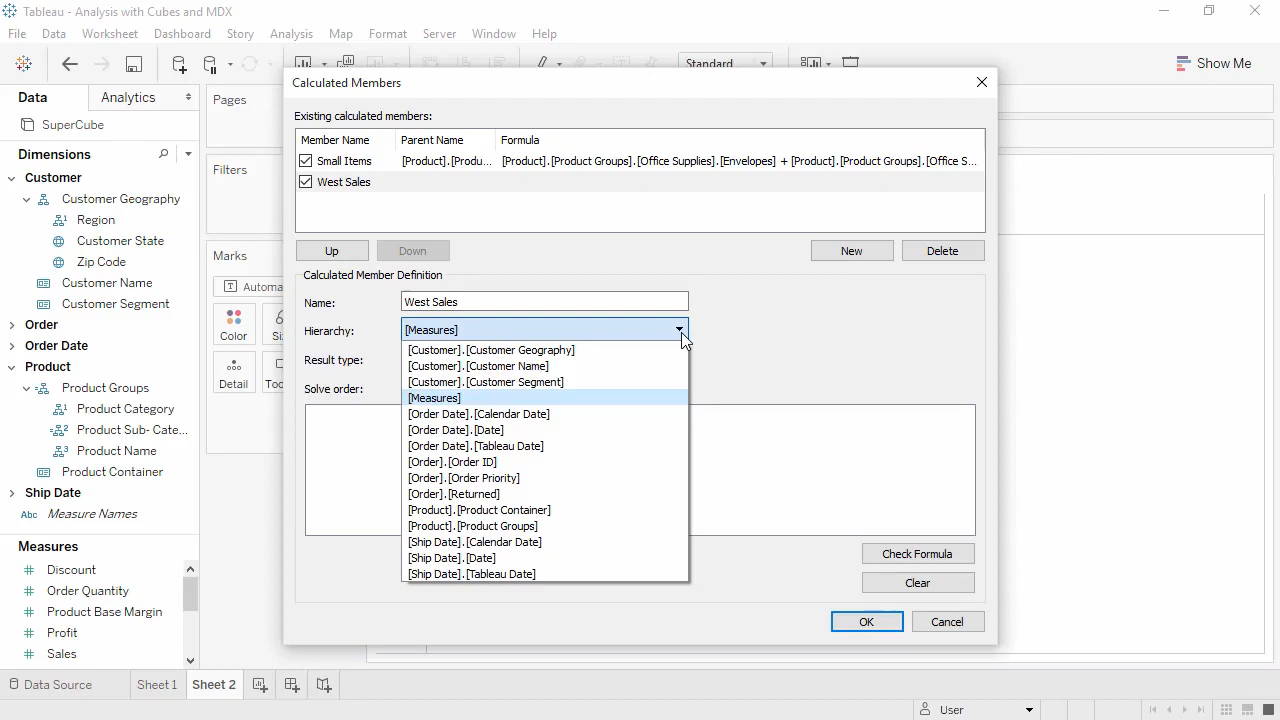 Tableau - Analysis with Cubes and MDX
File Data Worksheet Dashboard Story Analysis Map Format Server Window Help
Standard
Show Me
Data Analytics
SuperCube
Dimensions
Customer
Customer Geography
Region
Customer State
Zip Code
Customer Name
Customer Segment
Order
Order Date
Product
Product Groups
Product Category
Product Sub- Cate...
Product Name
Product Container
Ship Date
Abc Measure Names
Measures
Discount
Order Quantity
Product Base Margin
Profit
Sales
Pages
Filters
Marks
Automa
Color
Detail
Calculated Members
Existing calculated members:
Member Name Parent Name Formula
Small Items [Product].[Produ... [Product].[Product Groups].[Office Supplies].[Envelopes] + [Product].[Product Groups].[Office S...
West Sales
Up Down New Delete
Calculated Member Definition
Name: West Sales
Hierarchy: [Measures]
Result type:
Solve order:
[Customer].[Customer Geography]
[Customer].[Customer Name]
[Customer].[Customer Segment]
[Measures]
[Order Date].[Calendar Date]
[Order Date].[Date]
[Order Date].[Tableau Date]
[Order].[Order ID]
[Order].[Order Priority]
[Order].[Returned]
[Product].[Product Container]
[Product].[Product Groups]
[Ship Date].[Calendar Date]
[Ship Date].[Date]
[Ship Date].[Tableau Date]
Check Formula
Clear
OK Cancel
Data Source Sheet 1 Sheet 2
User